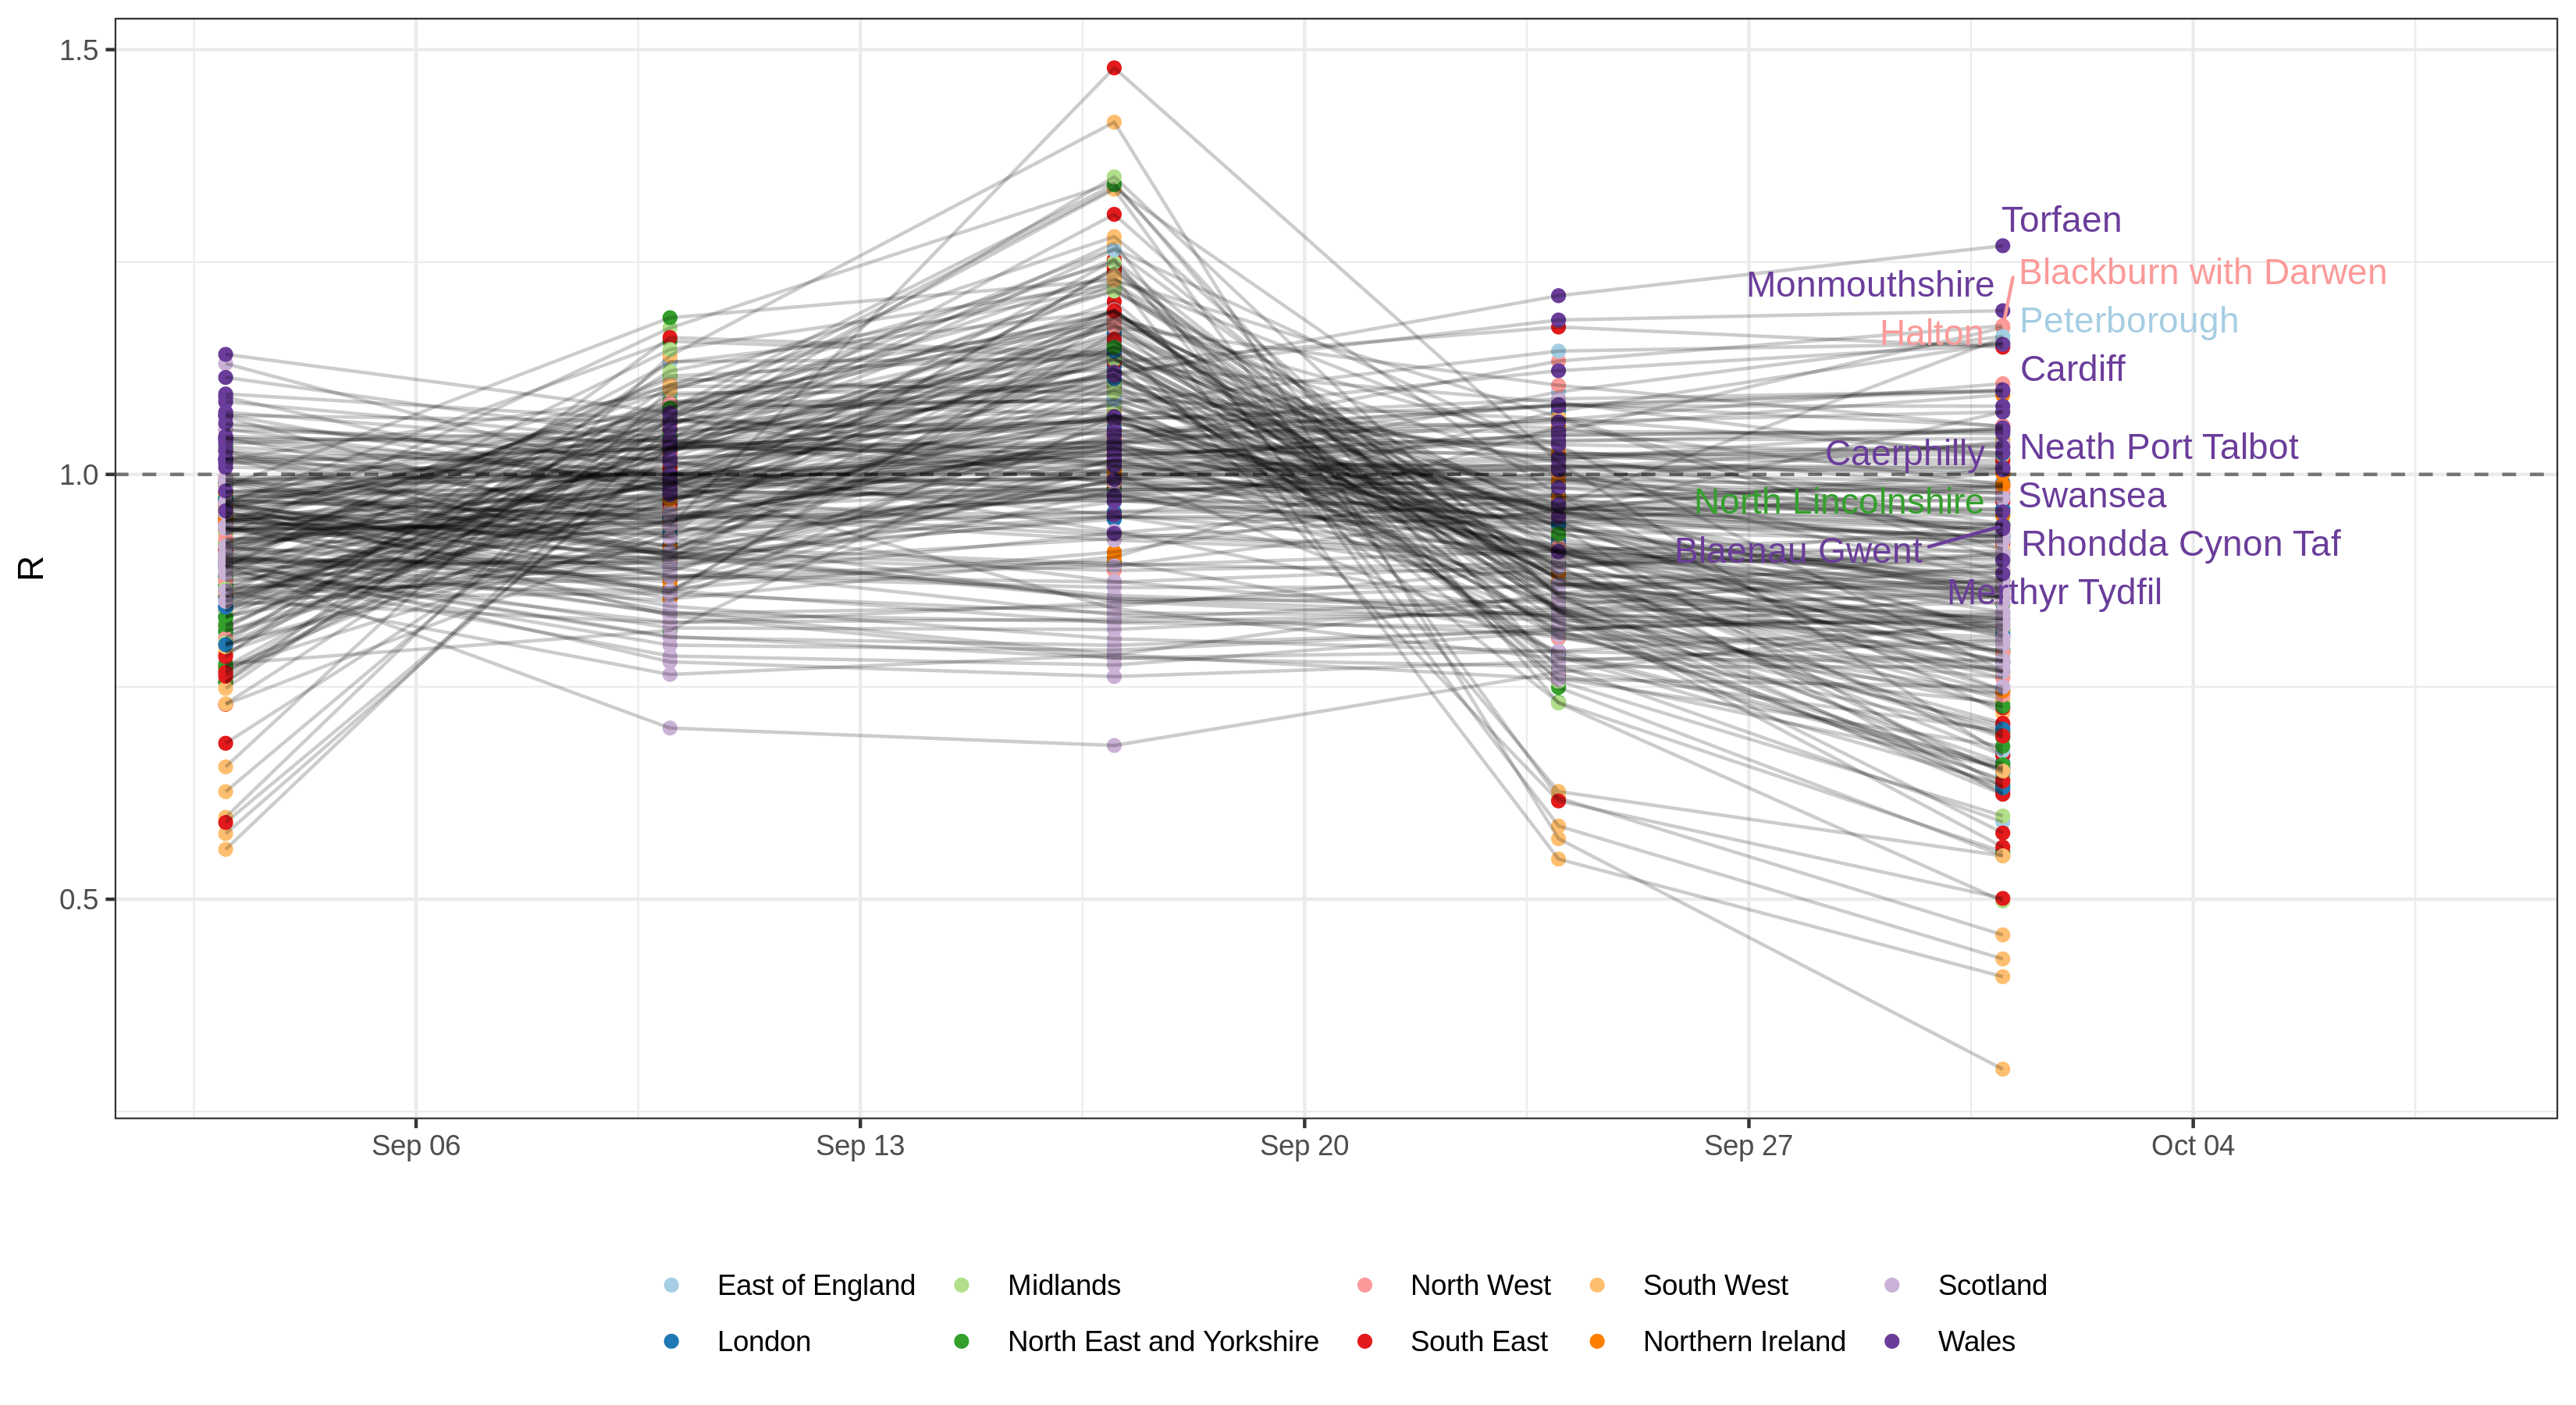 1.5
1.0
0.5
R
Torfaen
Blackburn with Darwen
Monmouthshire
Peterborough
Halton
Cardiff
Caerphilly
Neath Port Talbot
North Lincolnshire
Swansea
Blaenau Gwent
Rhondda Cynon Taf
Merthyr Tydfil
Sep 06 Sep 13 Sep 20 Sep 27 Oct 04
East of England Midlands North West South West Scotland
London North East and Yorkshire South East Northern Ireland Wales